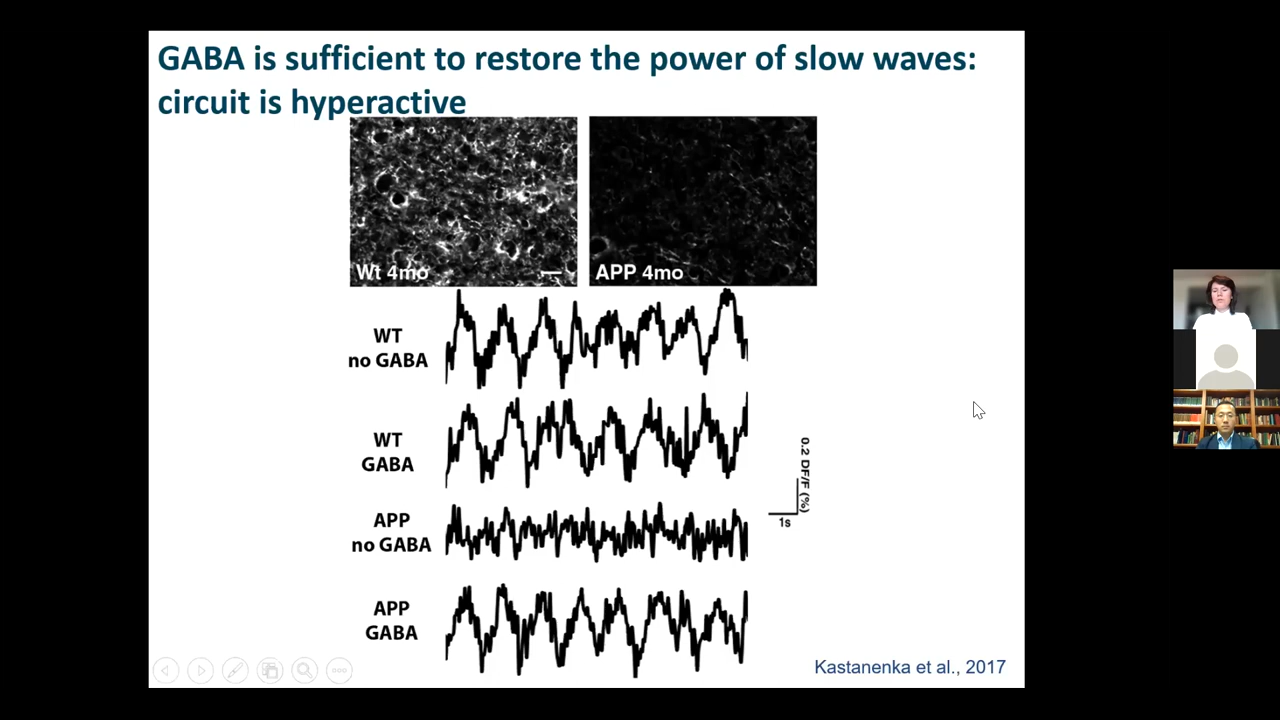 GABA is sufficient to restore the power of slow waves:
circuit is hyperactive
Wt 4mo
APP 4mo
WT
no GABA
WT
GABA
0.2 DF/F (%)
1s
APP
no GABA
APP
GABA
Kastanenka et al., 2017